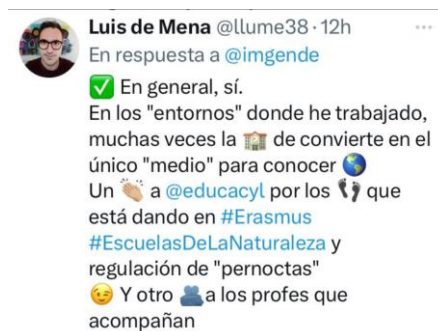 Luis de Mena @llume38 · 12h
En respuesta a @imgende
✅ En general, sí.
En los "entornos" donde he trabajado,
muchas veces la 🏫 de convierte en el
único "medio" para conocer 🌎
Un 👏🏼 a @educacyl por los 👣 que
está dando en #Erasmus
#EscuelasDeLaNaturaleza y
regulación de "pernoctas"
😉 Y otro 🫂 a los profes que
acompañan